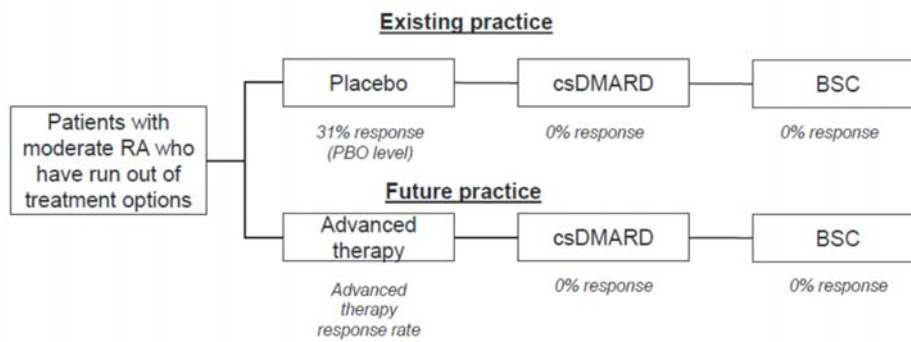 Existing practice
Patients with
moderate RA who
have run out of
treatment options
Placebo
csDMARD
BSC
31% response
(PBO level)
0% response
0% response
Future practice
Advanced
therapy
csDMARD
BSC
Advanced
therapy
response rate
0% response
0% response